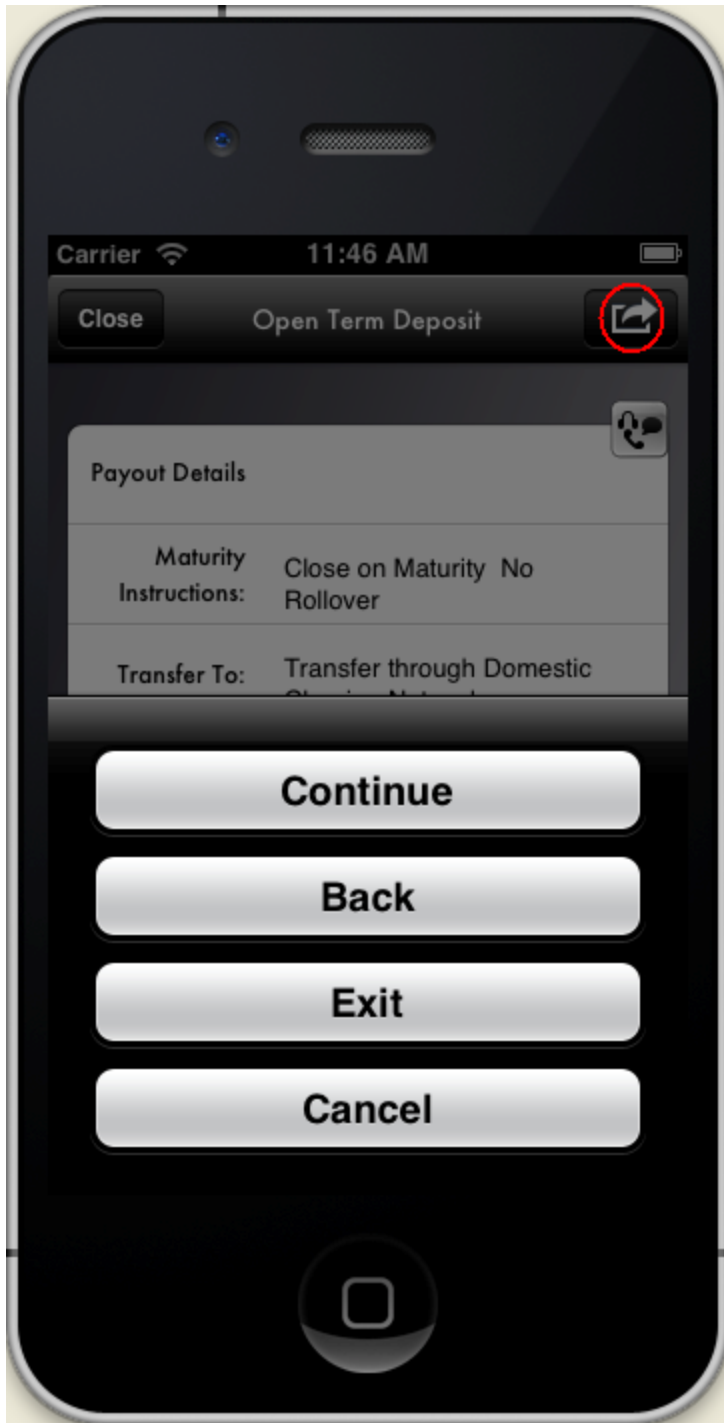 Carrier 11:46 AM
Close Open Term Deposit
Payout Details
Maturity Close on Maturity No
Instructions: Rollover
Transfer To: Transfer through Domestic
Continue
Back
Exit
Cancel